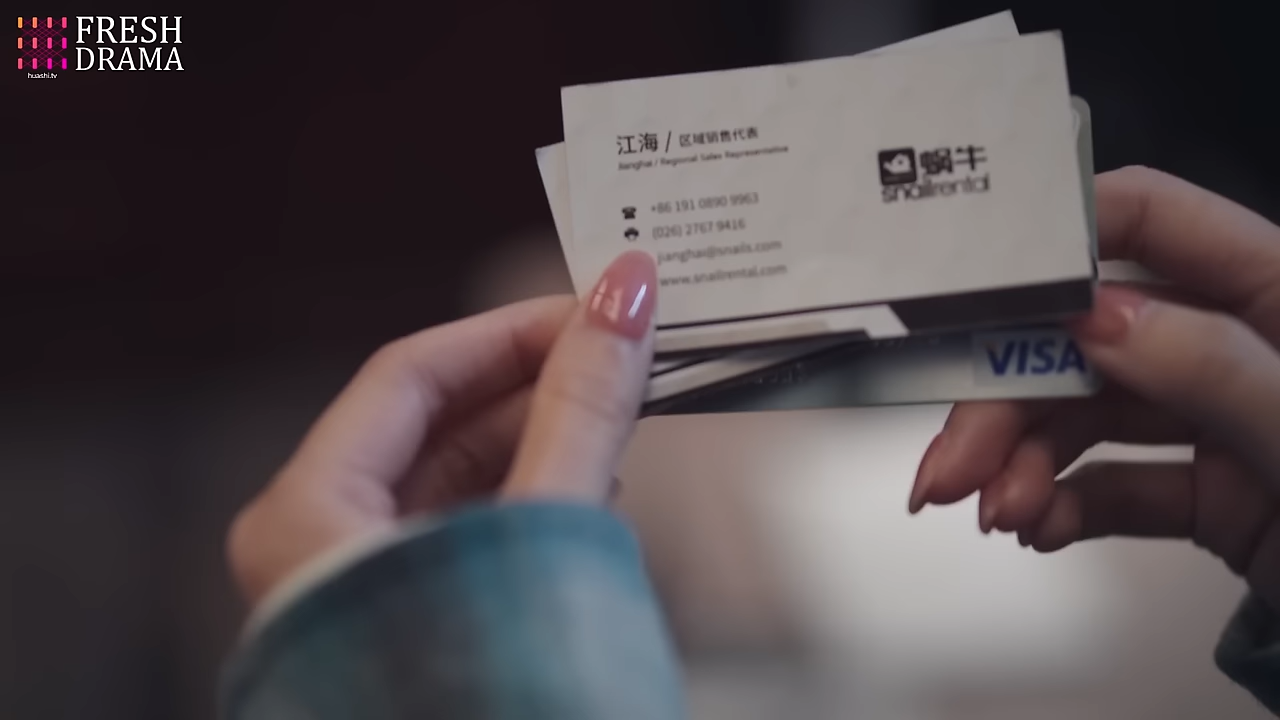 FRESH
DRAMA
huashi.tv
江海 / 区域销售代表
Jianghai / Regional Sales Representative
蜗牛
snailrental
+86 191 0890 9963
(026) 2767 9416
jianghai@snails.com
www.snailrental.com
VISA